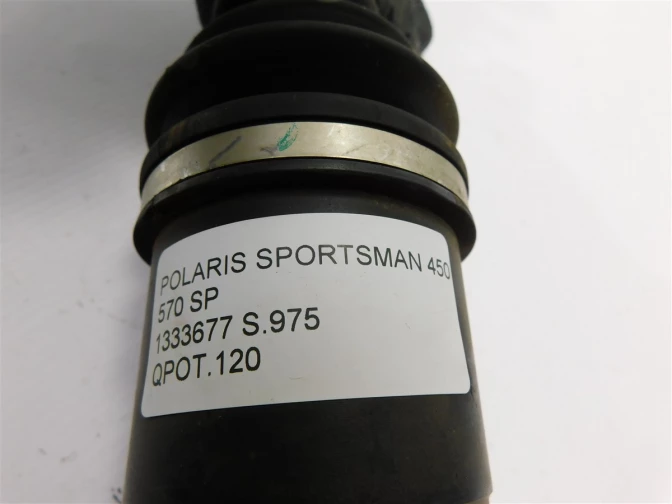 POLARIS SPORTSMAN 450
570 SP
1333677 S.975
QPOT.120